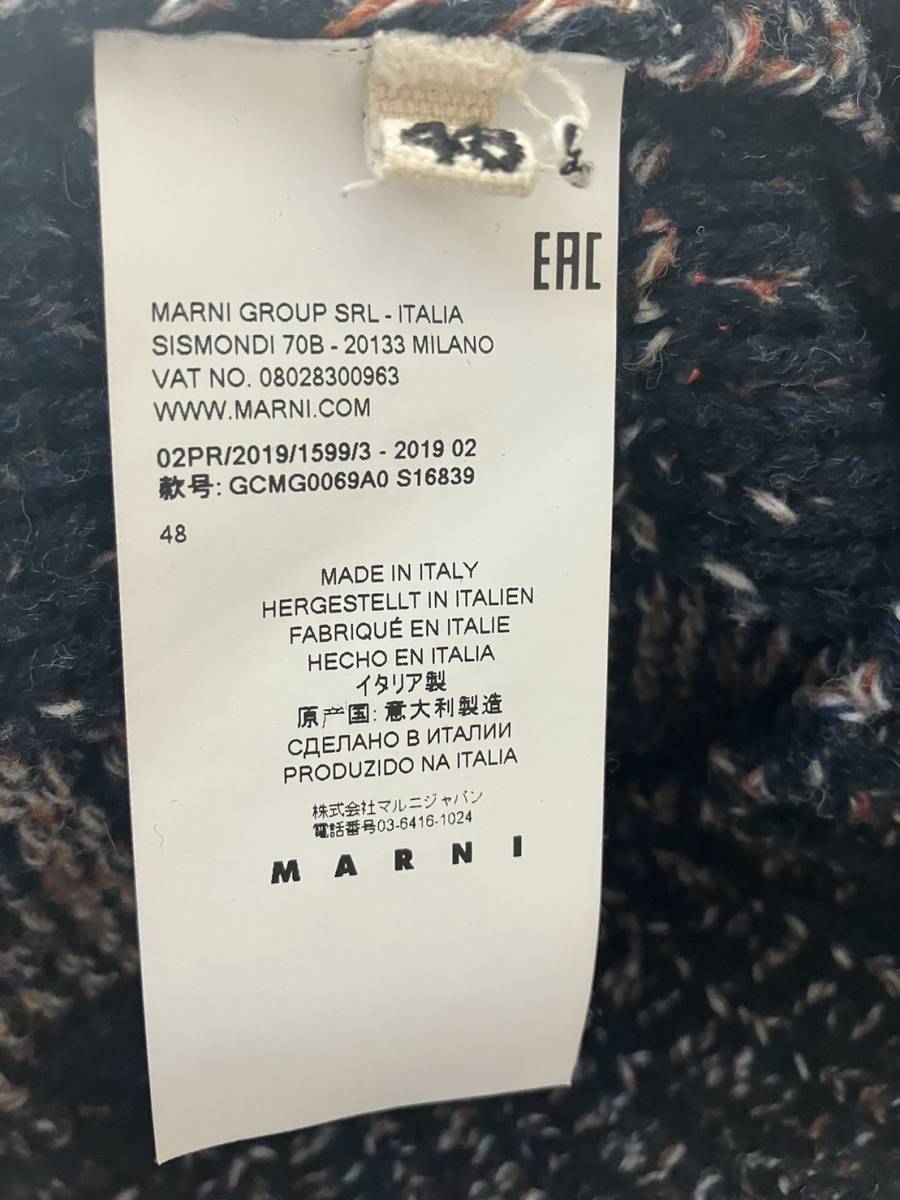 EAC
MARNI GROUP SRL - ITALIA
SISMONDI 70B - 20133 MILANO
VAT NO. 08028300963
WWW.MARNI.COM
02PR/2019/1599/3 - 2019 02
款号: GCMG0069A0 S16839
48
MADE IN ITALY
HERGESTELLT IN ITALIEN
FABRIQUÉ EN ITALIE
HECHO EN ITALIA
イタリア製
原产国: 意大利製造
СДЕЛАНО В ИТАЛИИ
PRODUZIDO NA ITALIA
株式会社マルニジャパン
電話番号03-6416-1024
MARNI